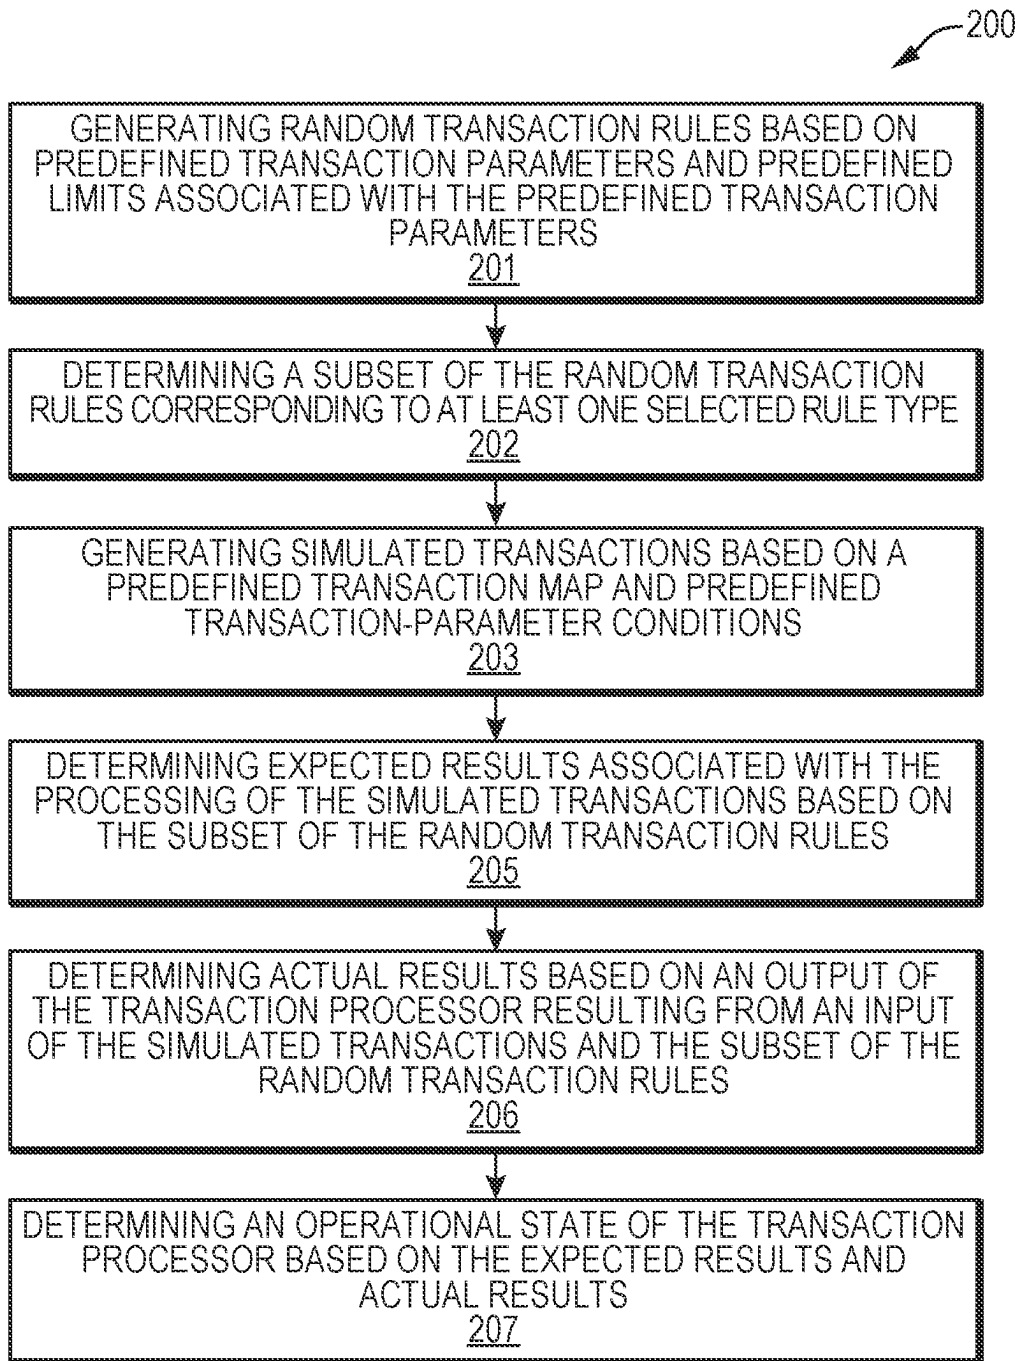 200
GENERATING RANDOM TRANSACTION RULES BASED ON
PREDEFINED TRANSACTION PARAMETERS AND PREDEFINED
LIMITS ASSOCIATED WITH THE PREDEFINED TRANSACTION
PARAMETERS
201
DETERMINING A SUBSET OF THE RANDOM TRANSACTION
RULES CORRESPONDING TO AT LEAST ONE SELECTED RULE TYPE
202
GENERATING SIMULATED TRANSACTIONS BASED ON A
PREDEFINED TRANSACTION MAP AND PREDEFINED
TRANSACTION-PARAMETER CONDITIONS
203
DETERMINING EXPECTED RESULTS ASSOCIATED WITH THE
PROCESSING OF THE SIMULATED TRANSACTIONS BASED ON
THE SUBSET OF THE RANDOM TRANSACTION RULES
205
DETERMINING ACTUAL RESULTS BASED ON AN OUTPUT OF
THE TRANSACTION PROCESSOR RESULTING FROM AN INPUT
OF THE SIMULATED TRANSACTIONS AND THE SUBSET OF THE
RANDOM TRANSACTION RULES
206
DETERMINING AN OPERATIONAL STATE OF THE TRANSACTION
PROCESSOR BASED ON THE EXPECTED RESULTS AND
ACTUAL RESULTS
207